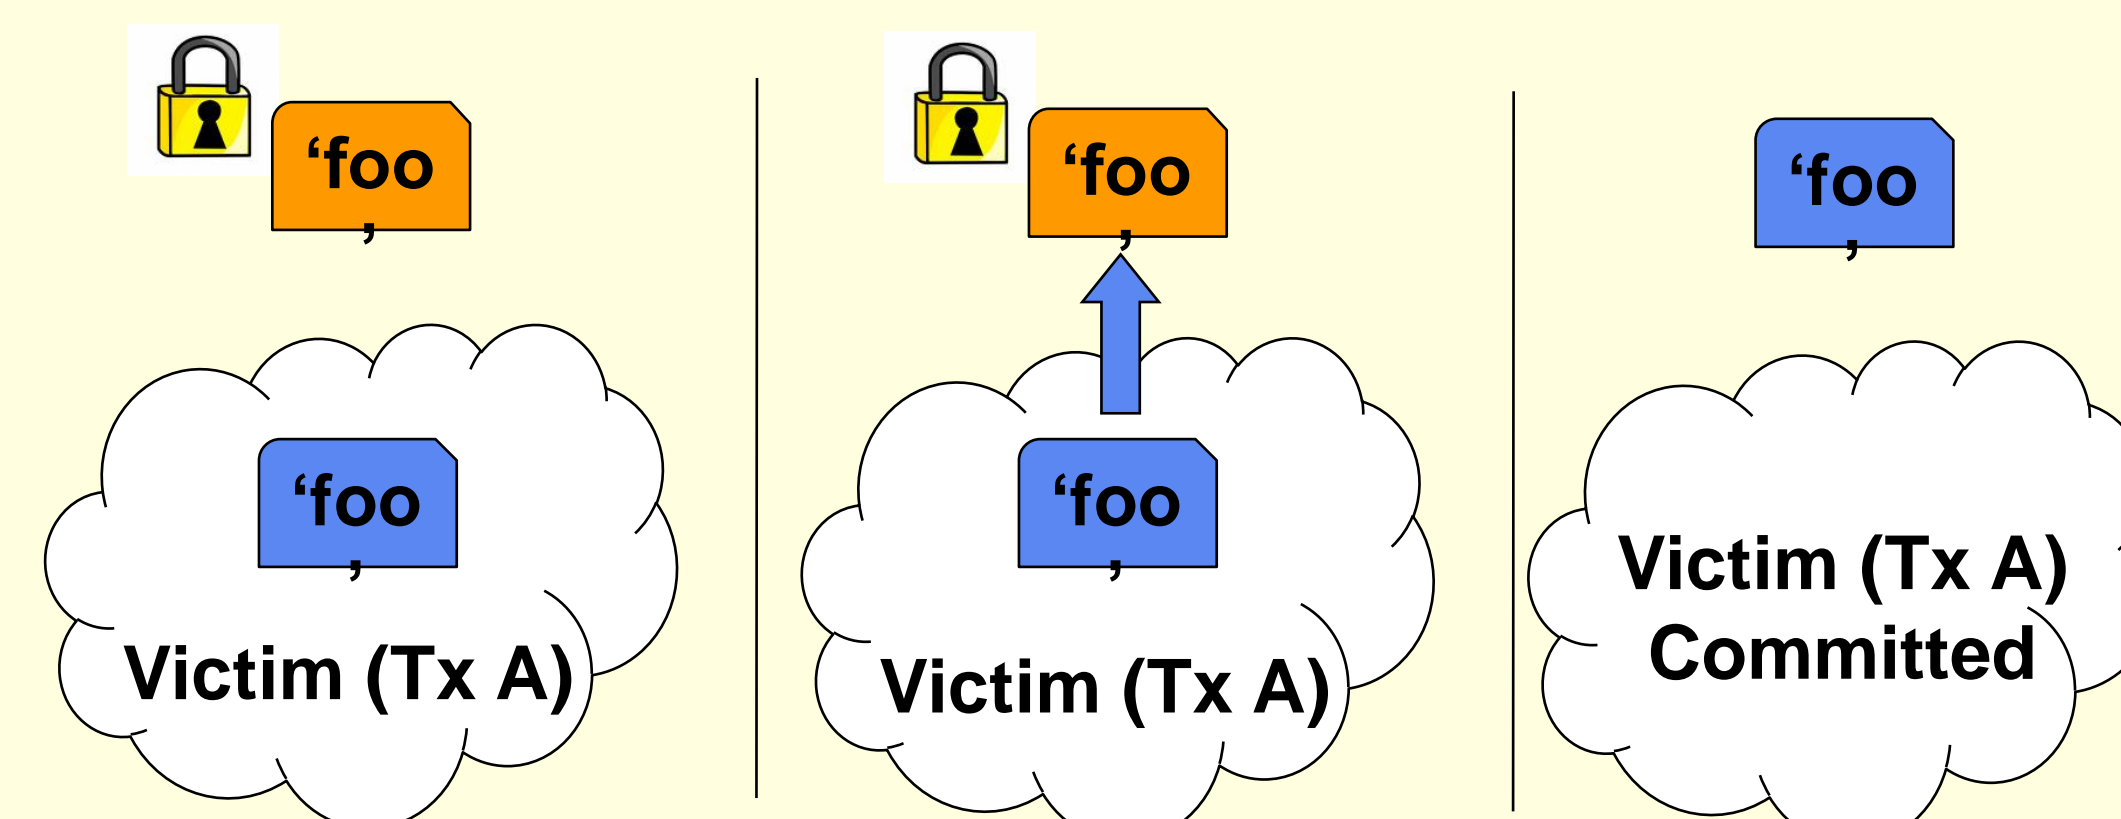 ‘foo
’
‘foo
’
Victim (Tx A)
‘foo
’
‘foo
’
Victim (Tx A)
‘foo
’
Victim (Tx A)
Committed